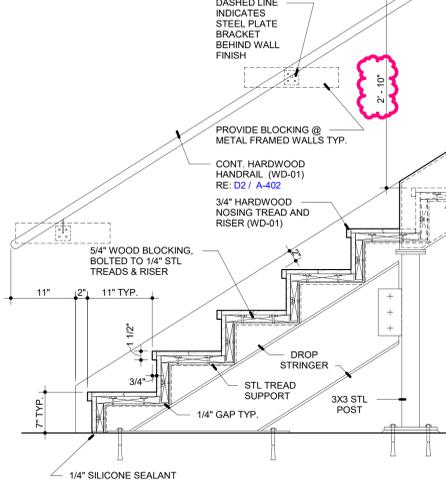 DASHED LINE
INDICATES
STEEL PLATE
BRACKET
BEHIND WALL
FINISH
2' - 10"
PROVIDE BLOCKING @
METAL FRAMED WALLS TYP.
CONT. HARDWOOD
HANDRAIL (WD-01)
RE: D2 / A-402
3/4" HARDWOOD
NOSING TREAD AND
RISER (WD-01)
5/4" WOOD BLOCKING,
BOLTED TO 1/4" STL
TREADS & RISER
2"
11" 2" 11" TYP.
1 1/2"
3/4"
DROP
STRINGER
STL TREAD
SUPPORT
3X3 STL
POST
1/4" GAP TYP.
7" TYP.
1/4" SILICONE SEALANT